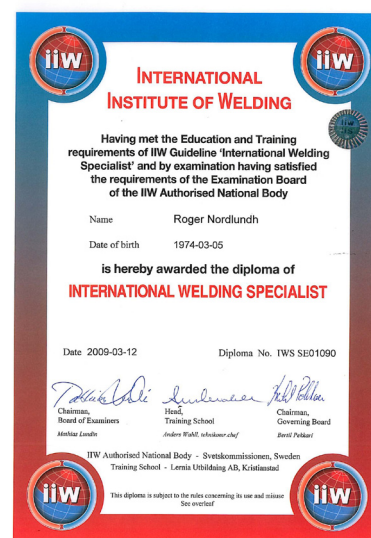 iiw
iiw
INTERNATIONAL
INSTITUTE OF WELDING
iiw
Having met the Education and Training
requirements of IIW Guideline 'International Welding
Specialist' and by examination having satisfied
the requirements of the Examination Board
of the IIW Authorised National Body
Name Roger Nordlundh
Date of birth 1974-03-05
is hereby awarded the diploma of
INTERNATIONAL WELDING SPECIALIST
Date 2009-03-12 Diploma No. IWS SE01090
Chairman, Head, Chairman,
Board of Examiners Training School Governing Board
Mathias Lundin Anders Wahll, teknikoner chef Bertil Pekkari
IIW Authorised National Body - Svetskommissionen, Sweden
Training School - Lernia Utbildning AB, Kristianstad
This diploma is subject to the rules concerning its use and misuse
See overleaf
iiw
iiw